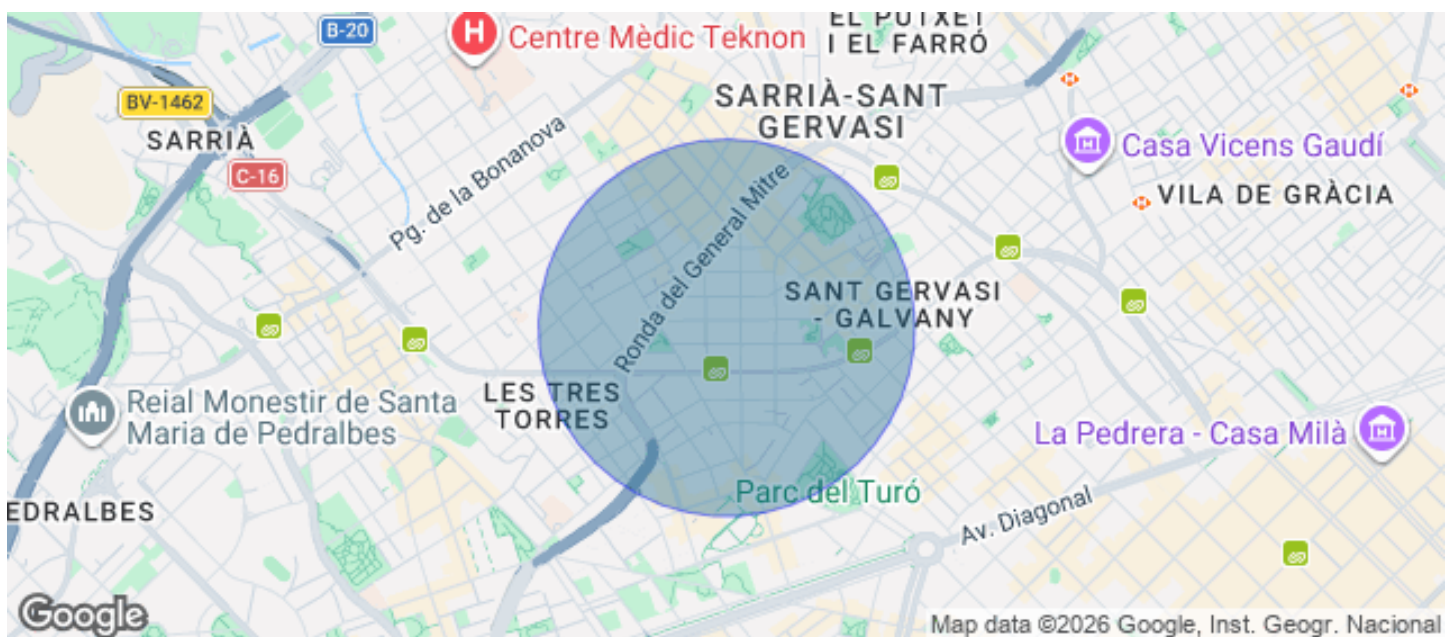 B-20
Centre Mèdic Teknon
EL PUTXET
I EL FARRÓ
BV-1462
SARRIÀ
C-16
SARRIÀ-SANT
GERVASI
Casa Vicens Gaudí
VILA DE GRÀCIA
Pg. de la Bonanova
Ronda del General Mitre
SANT GERVASI
- GALVANY
LES TRES
TORRES
Reial Monestir de Santa
Maria de Pedralbes
La Pedrera - Casa Milà
Parc del Turó
EDRALBES
Av. Diagonal
Google
Map data ©2026 Google, Inst. Geogr. Nacional